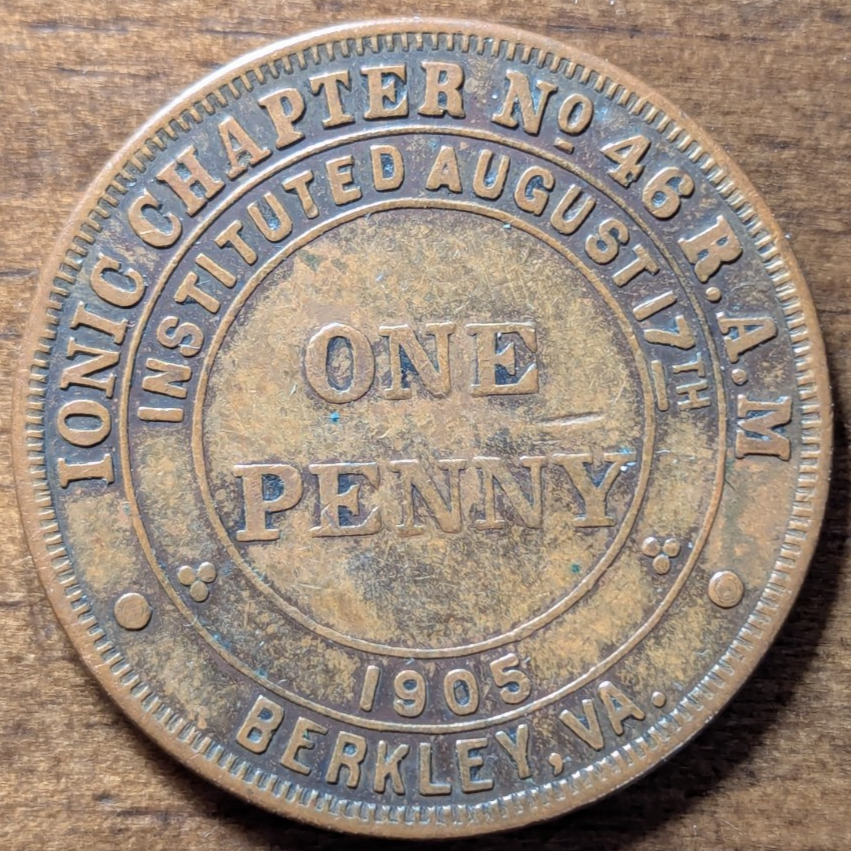 IONIC CHAPTER No 46 R.A.M
INSTITUTED AUGUST 17TH
ONE
PENNY
1905
BERKLEY, VA.